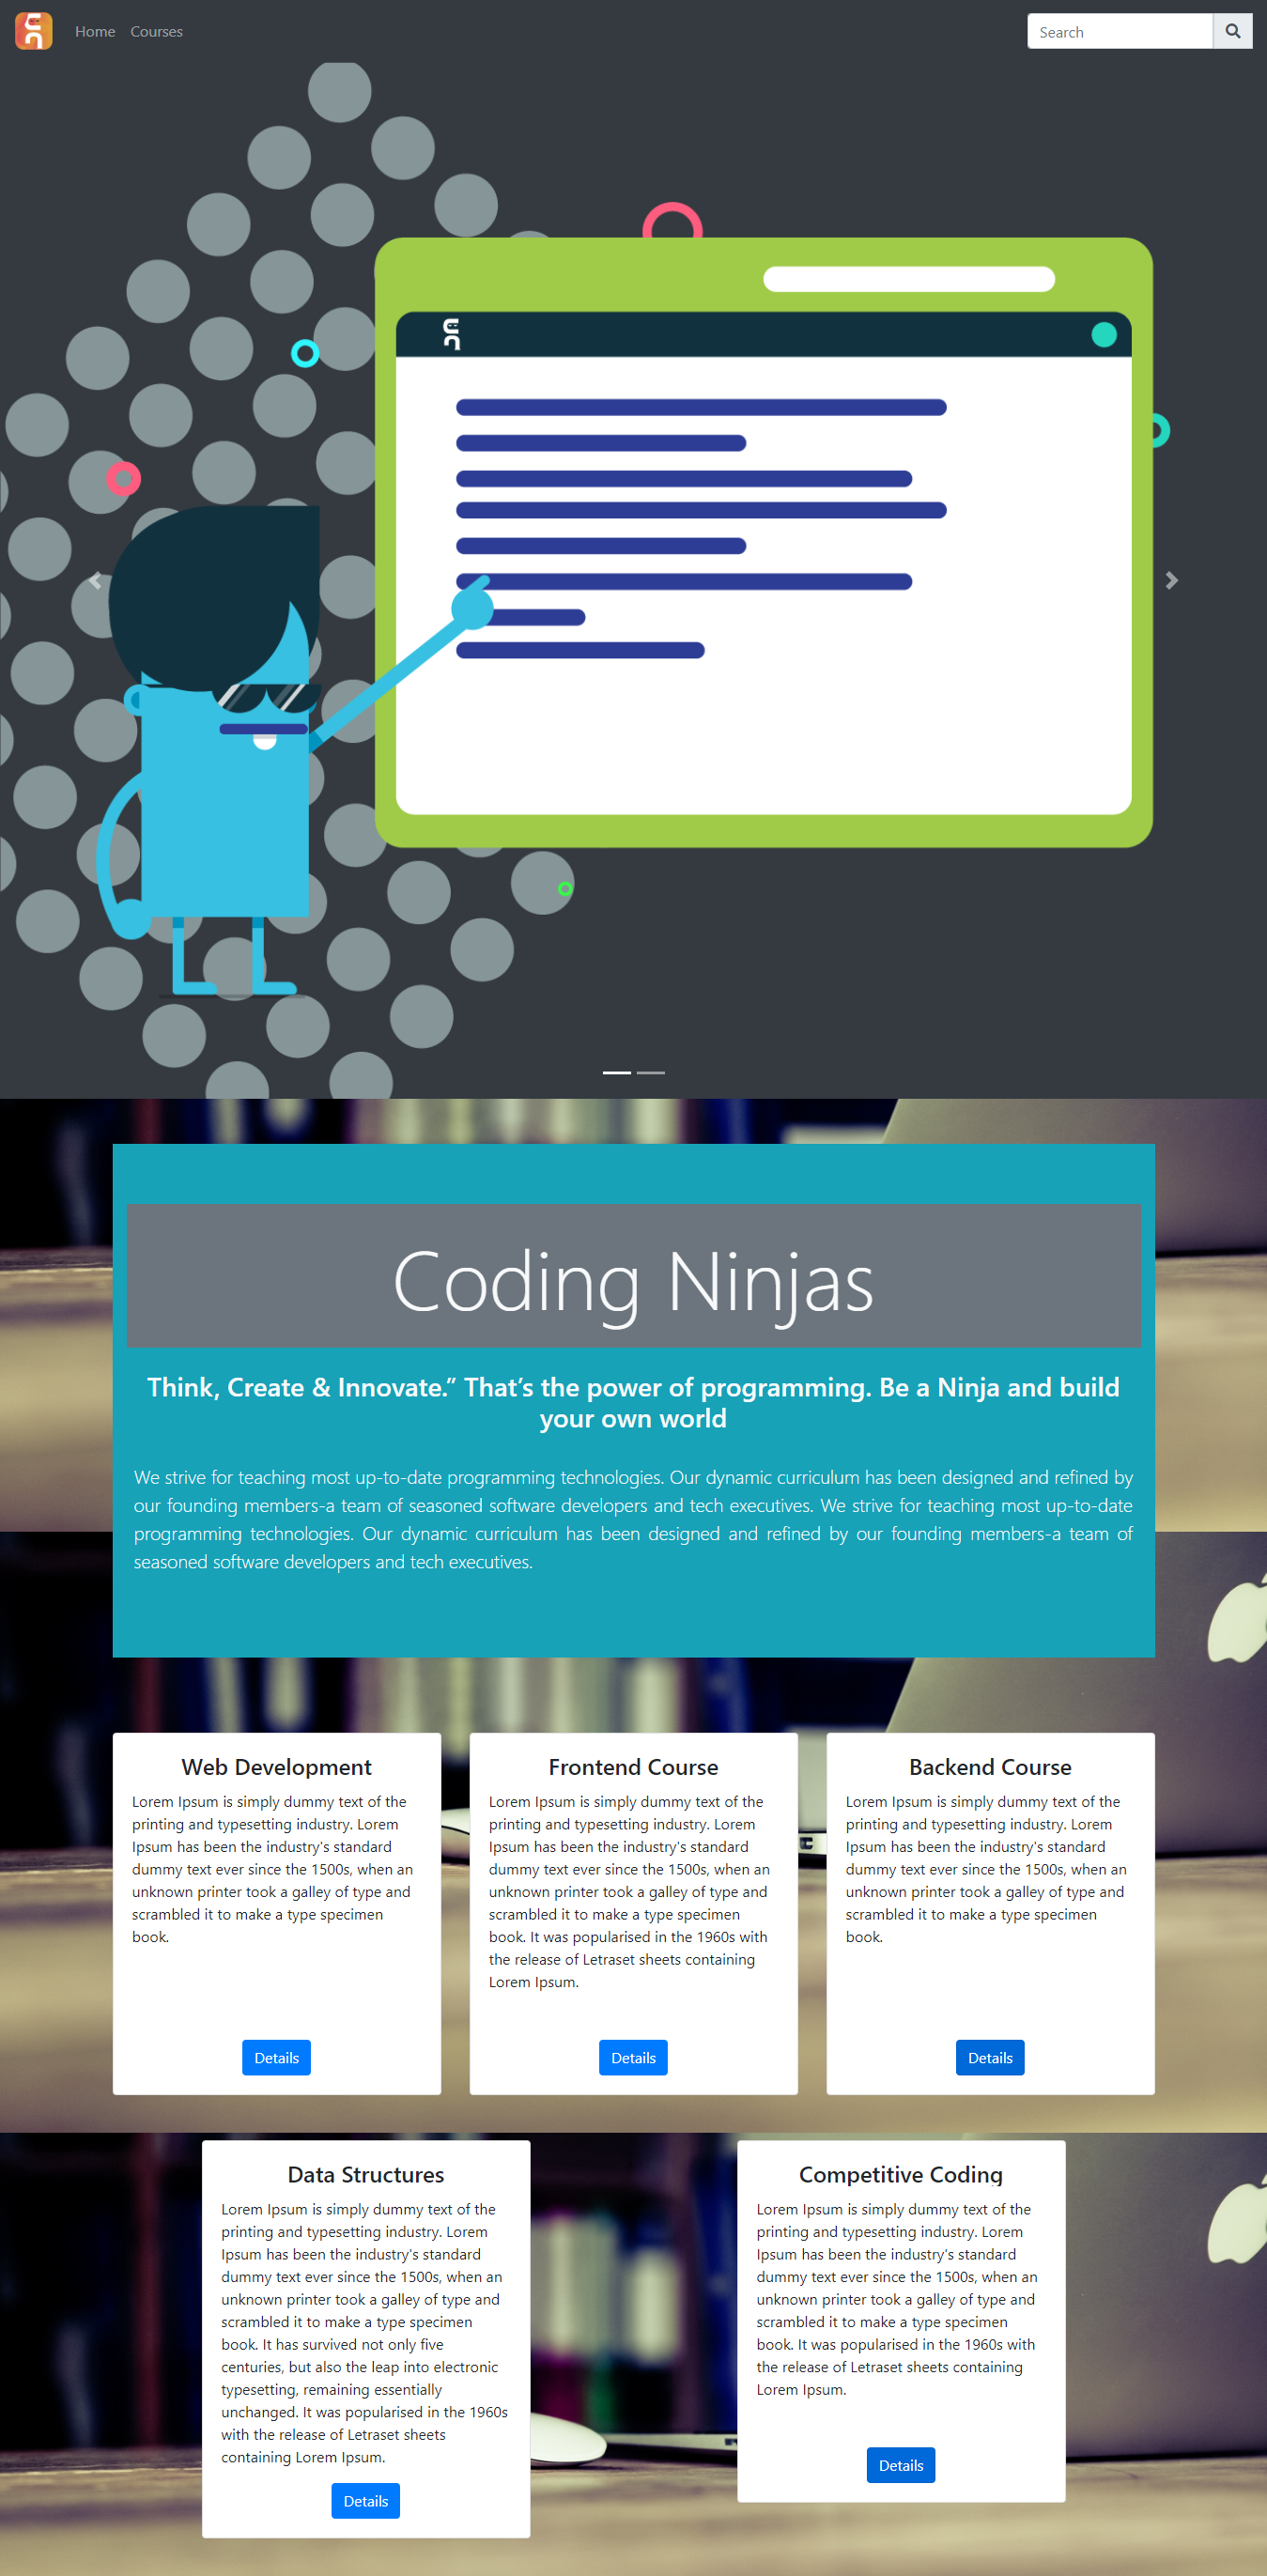 Home Courses Search
Coding Ninjas
Think, Create & Innovate.” That’s the power of programming. Be a Ninja and build
your own world
We strive for teaching most up-to-date programming technologies. Our dynamic curriculum has been designed and refined by
our founding members-a team of seasoned software developers and tech executives. We strive for teaching most up-to-date
programming technologies. Our dynamic curriculum has been designed and refined by our founding members-a team of
seasoned software developers and tech executives.
Web Development
Lorem Ipsum is simply dummy text of the
printing and typesetting industry. Lorem
Ipsum has been the industry's standard
dummy text ever since the 1500s, when an
unknown printer took a galley of type and
scrambled it to make a type specimen
book.
Details
Frontend Course
Lorem Ipsum is simply dummy text of the
printing and typesetting industry. Lorem
Ipsum has been the industry's standard
dummy text ever since the 1500s, when an
unknown printer took a galley of type and
scrambled it to make a type specimen
book. It was popularised in the 1960s with
the release of Letraset sheets containing
Lorem Ipsum.
Details
Backend Course
Lorem Ipsum is simply dummy text of the
printing and typesetting industry. Lorem
Ipsum has been the industry's standard
dummy text ever since the 1500s, when an
unknown printer took a galley of type and
scrambled it to make a type specimen
book.
Details
Data Structures
Lorem Ipsum is simply dummy text of the
printing and typesetting industry. Lorem
Ipsum has been the industry's standard
dummy text ever since the 1500s, when an
unknown printer took a galley of type and
scrambled it to make a type specimen
book. It has survived not only five
centuries, but also the leap into electronic
typesetting, remaining essentially
unchanged. It was popularised in the 1960s
with the release of Letraset sheets
containing Lorem Ipsum.
Details
Competitive Coding
Lorem Ipsum is simply dummy text of the
printing and typesetting industry. Lorem
Ipsum has been the industry's standard
dummy text ever since the 1500s, when an
unknown printer took a galley of type and
scrambled it to make a type specimen
book. It was popularised in the 1960s with
the release of Letraset sheets containing
Lorem Ipsum.
Details